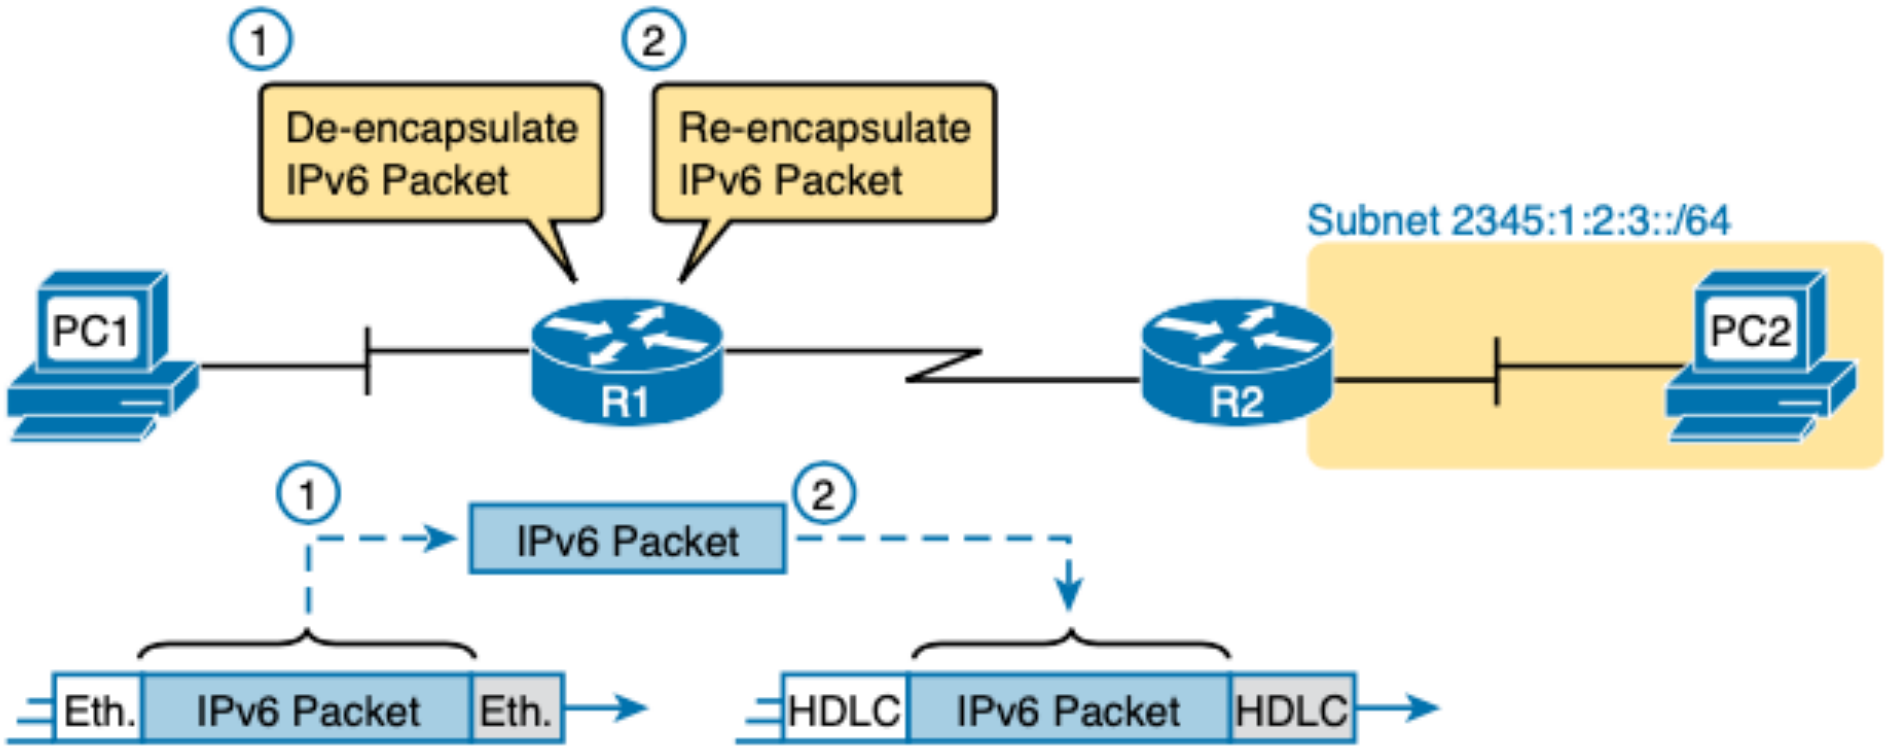 1
2
De-encapsulate
IPv6 Packet
Re-encapsulate
IPv6 Packet
Subnet 2345:1:2:3::/64
PC1
R1
R2
PC2
1
IPv6 Packet
2
Eth.
IPv6 Packet
Eth.
HDLC
IPv6 Packet
HDLC